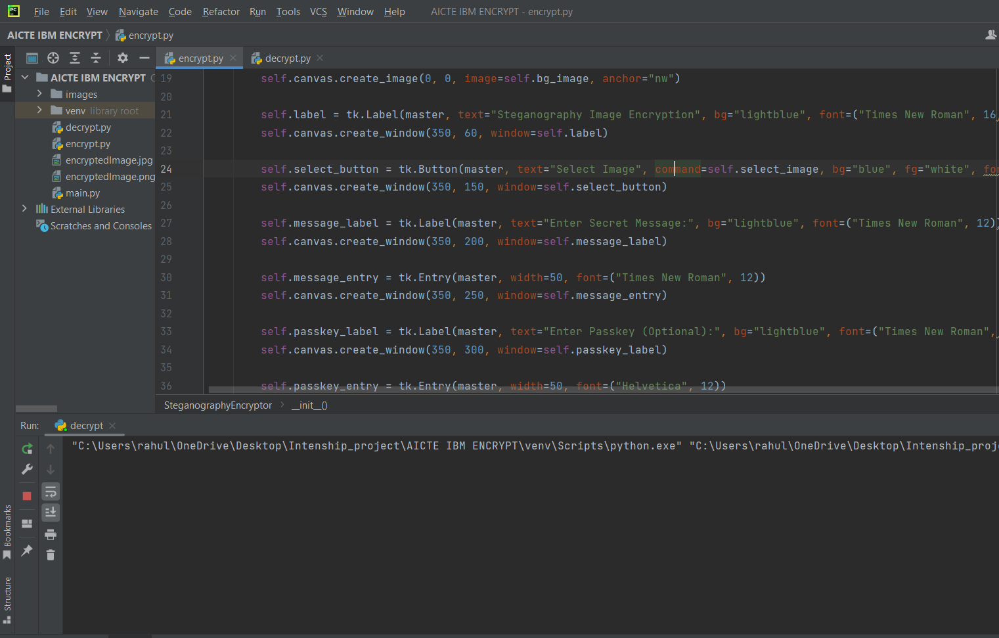 PC File Edit View Navigate Code Refactor Run Tools VCS Window Help AICTE IBM ENCRYPT - encrypt.py
AICTE IBM ENCRYPT encrypt.py
Project
encrypt.py decrypt.py
AICTE IBM ENCRYPT
images
venv library root
decrypt.py
encrypt.py
encryptedImage.jpg
encryptedImage.png
main.py
External Libraries
Scratches and Consoles
19 self.canvas.create_image(0, 0, image=self.bg_image, anchor="nw")
20
21 self.label = tk.Label(master, text="Steganography Image Encryption", bg="lightblue", font=("Times New Roman", 16,
22 self.canvas.create_window(350, 60, window=self.label)
23
24 self.select_button = tk.Button(master, text="Select Image", command=self.select_image, bg="blue", fg="white", fon
25 self.canvas.create_window(350, 150, window=self.select_button)
26
27 self.message_label = tk.Label(master, text="Enter Secret Message:", bg="lightblue", font=("Times New Roman", 12))
28 self.canvas.create_window(350, 200, window=self.message_label)
29
30 self.message_entry = tk.Entry(master, width=50, font=("Times New Roman", 12))
31 self.canvas.create_window(350, 250, window=self.message_entry)
32
33 self.passkey_label = tk.Label(master, text="Enter Passkey (Optional):", bg="lightblue", font=("Times New Roman",
34 self.canvas.create_window(350, 300, window=self.passkey_label)
35
36 self.passkey_entry = tk.Entry(master, width=50, font=("Helvetica", 12))
SteganographyEncryptor __init__()
Run: decrypt
"C:\Users\rahul\OneDrive\Desktop\Intenship_project\AICTE IBM ENCRYPT\venv\Scripts\python.exe" "C:\Users\rahul\OneDrive\Desktop\Intenship_proj
Bookmarks
Structure